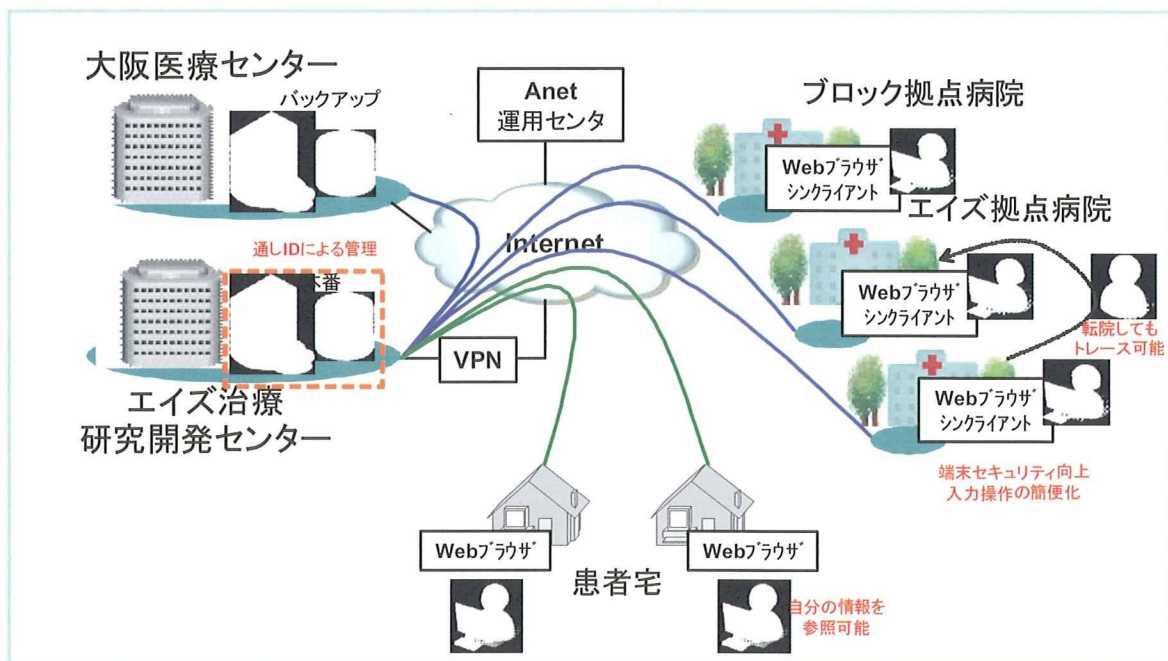 大阪医療センター
バックアップ
Anet
運用センタ
ブロック拠点病院
Webﾌﾞﾗｳｻﾞ
ｼﾝｸﾗｲｱﾝﾄ
エイズ拠点病院
Internet
通しIDによる管理
本番
Webﾌﾞﾗｳｻﾞ
ｼﾝｸﾗｲｱﾝﾄ
転院しても
トレース可能
VPN
エイズ治療
研究開発センター
Webﾌﾞﾗｳｻﾞ
ｼﾝｸﾗｲｱﾝﾄ
端末セキュリティ向上
入力操作の簡便化
Webﾌﾞﾗｳｻﾞ
Webﾌﾞﾗｳｻﾞ
患者宅
自分の情報を
参照可能